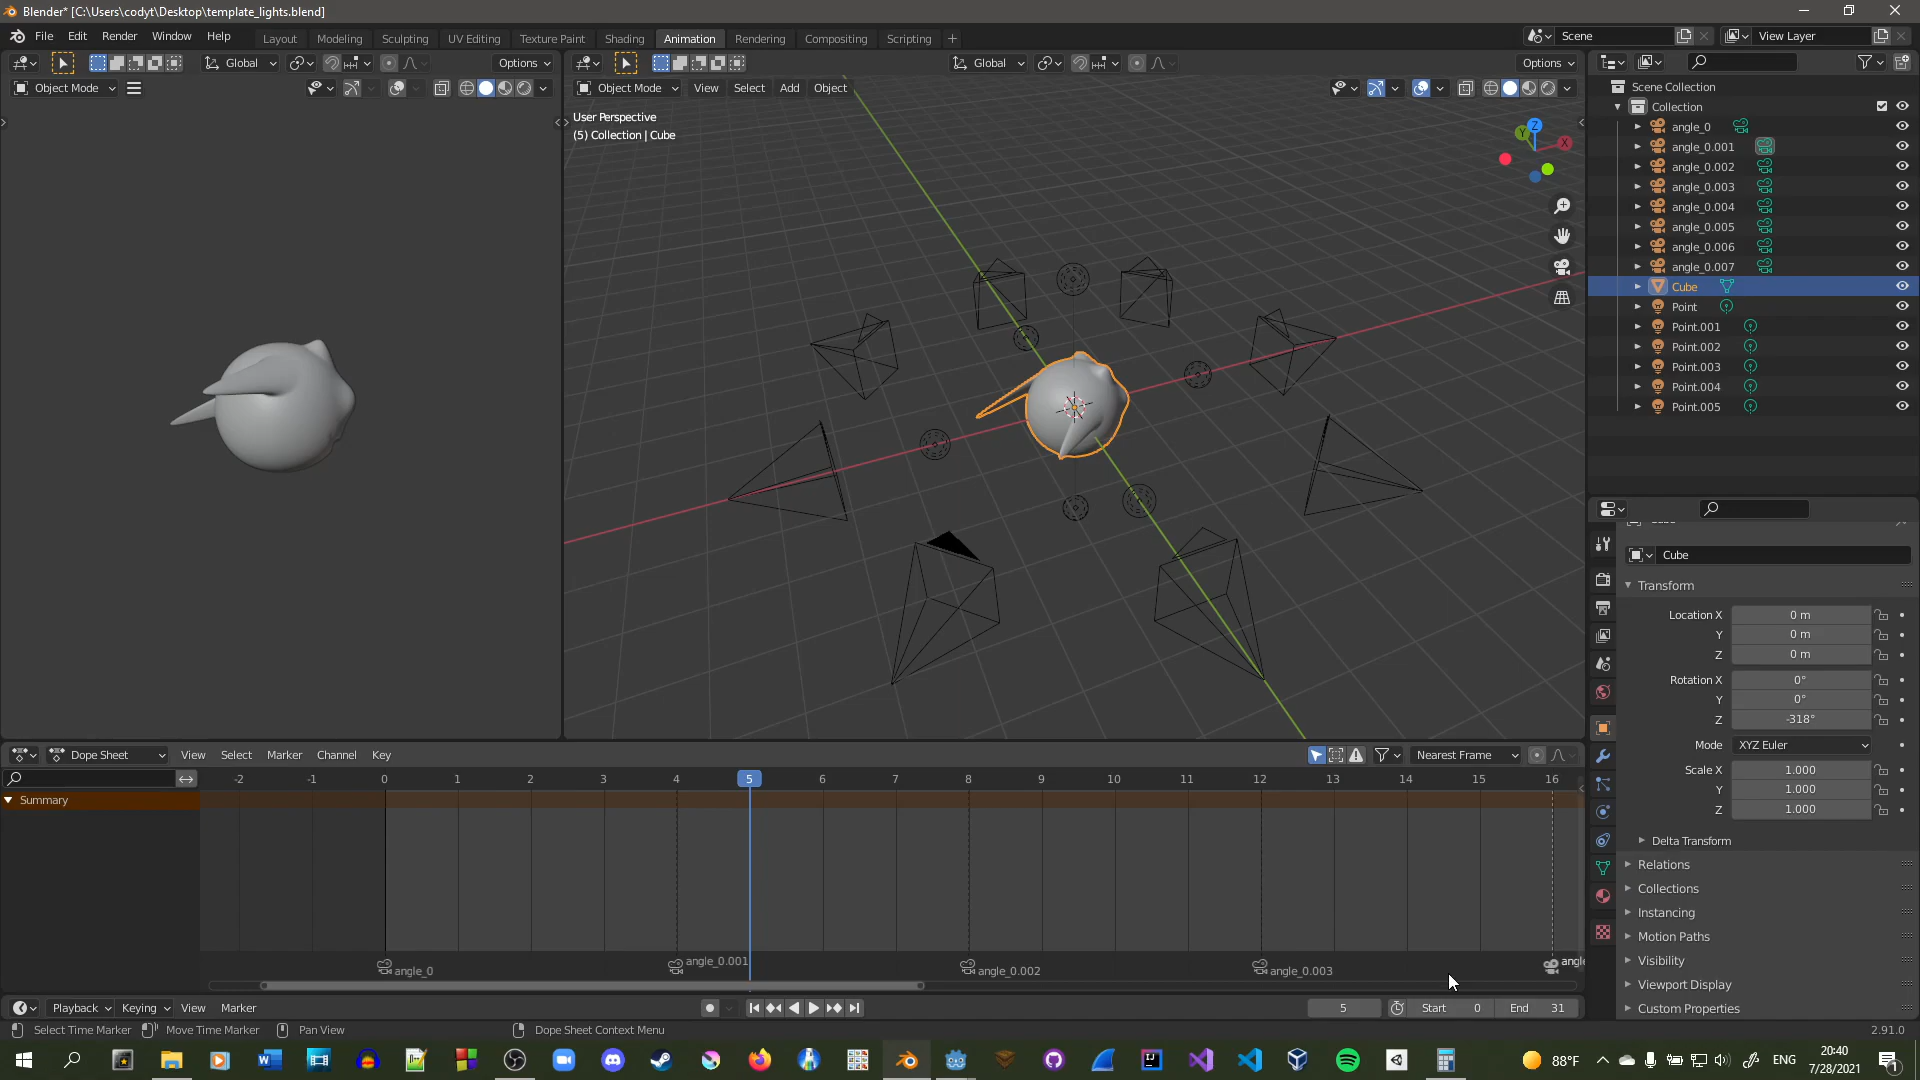 Blender* [C:\Users\codyt\Desktop\template_lights.blend]
File Edit Render Window Help Layout Modeling Sculpting UV Editing Texture Paint Shading Animation Rendering Compositing Scripting + Scene View Layer
Global Options Global Options
Object Mode Object Mode View Select Add Object
User Perspective
(5) Collection | Cube
Z
Y
X
Scene Collection
Collection
angle_0
angle_0.001
angle_0.002
angle_0.003
angle_0.004
angle_0.005
angle_0.006
angle_0.007
Cube
Point
Point.001
Point.002
Point.003
Point.004
Point.005
Cube
Transform
Location X 0 m
Y 0 m
Z 0 m
Rotation X 0°
Y 0°
Z -318°
Mode XYZ Euler
Scale X 1.000
Y 1.000
Z 1.000
Delta Transform
Relations
Collections
Instancing
Motion Paths
Visibility
Viewport Display
Custom Properties
Dope Sheet View Select Marker Channel Key Nearest Frame
-2 -1 0 1 2 3 4 5 6 7 8 9 10 11 12 13 14 15 16
Summary
angle_0 angle_0.001 angle_0.002 angle_0.003 angle
Playback Keying View Marker 5 Start 0 End 31
Select Time Marker Move Time Marker Pan View Dope Sheet Context Menu 2.91.0
88°F ENG 20:40
7/28/2021
1